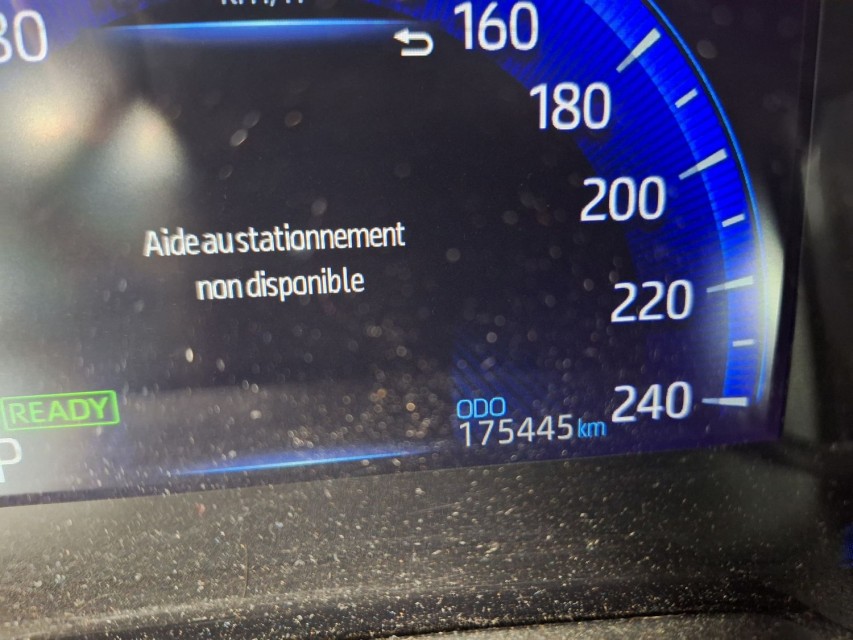 160
180
200
Aide au stationnement
non disponible
220
READY
ODO
175445 km
240
P